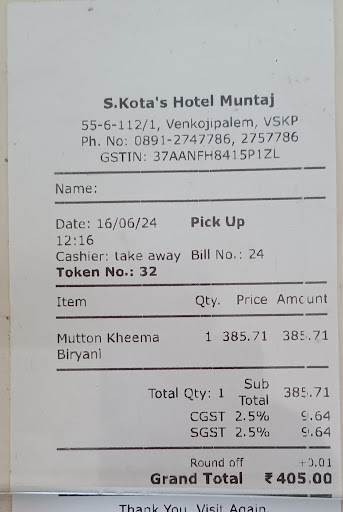 S.Kota's Hotel Muntaj
55-6-112/1, Venkojipalem, VSKP
Ph. No: 0891-2747786, 2757786
GSTIN: 37AANFH8415P1ZL
Name:
Date: 16/06/24 Pick Up
12:16
Cashier: take away Bill No.: 24
Token No.: 32
Item Qty. Price Amount
Mutton Kheema 1 385.71 385.71
Biryani
Total Qty: 1 Sub Total 385.71
CGST 2.5% 9.64
SGST 2.5% 9.64
Round off +0.01
Grand Total ₹405.00
Thank You, Visit Again